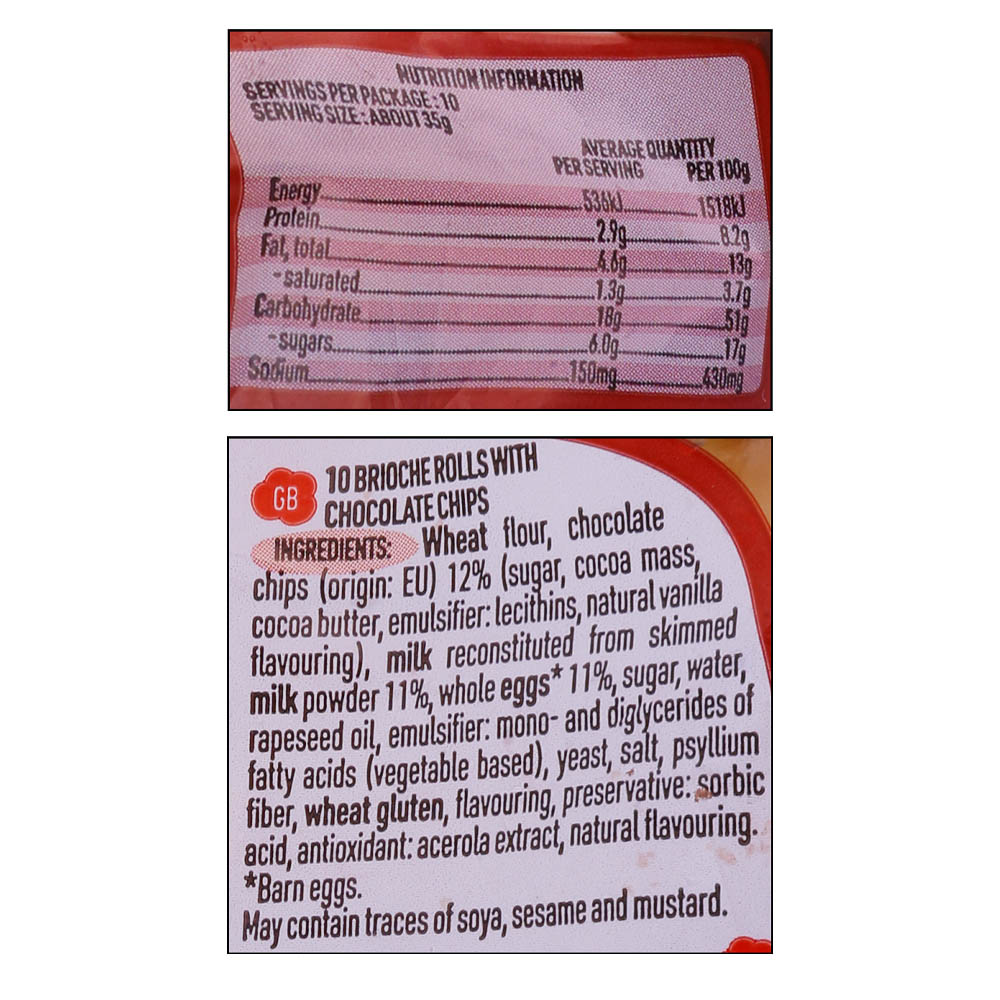 NUTRITION INFORMATION
SERVINGS PER PACKAGE: 10
SERVING SIZE: ABOUT 35g
AVERAGE QUANTITY
PER SERVING PER 100g
Energy 536kJ 1518kJ
Protein 2.9g 8.2g
Fat, total 4.6g 13g
-saturated 1.3g 3.7g
Carbohydrate 18g 51g
-sugars 6.0g 17g
Sodium 150mg 430mg
GB
10 BRIOCHE ROLLS WITH
CHOCOLATE CHIPS
INGREDIENTS: Wheat flour, chocolate
chips (origin: EU) 12% (sugar, cocoa mass,
cocoa butter, emulsifier: lecithins, natural vanilla
flavouring), milk reconstituted from skimmed
milk powder 11%, whole eggs* 11%, sugar, water,
rapeseed oil, emulsifier: mono- and diglycerides of
fatty acids (vegetable based), yeast, salt, psyllium
fiber, wheat gluten, flavouring, preservative: sorbic
acid, antioxidant: acerola extract, natural flavouring.
*Barn eggs.
May contain traces of soya, sesame and mustard.